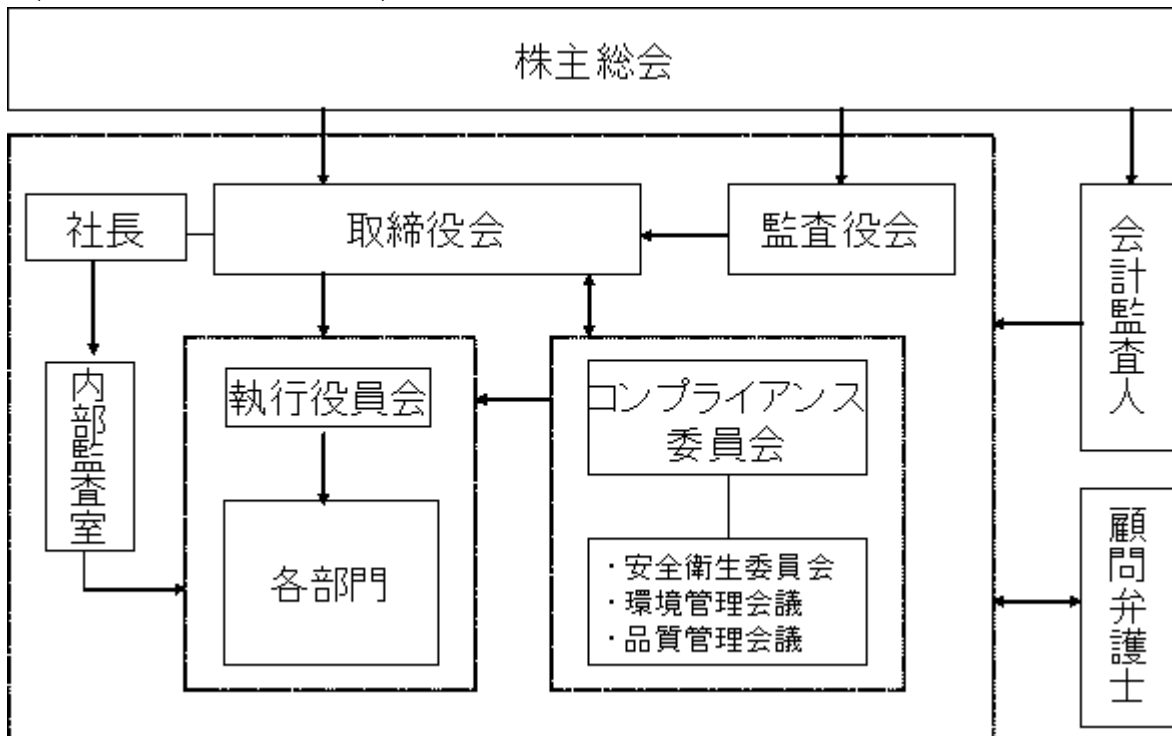 株主総会
社長
取締役会
監査役会
会計監査人
内部監査室
執行役員会
コンプライアンス
委員会
各部門
・安全衛生委員会
・環境管理会議
・品質管理会議
顧問弁護士